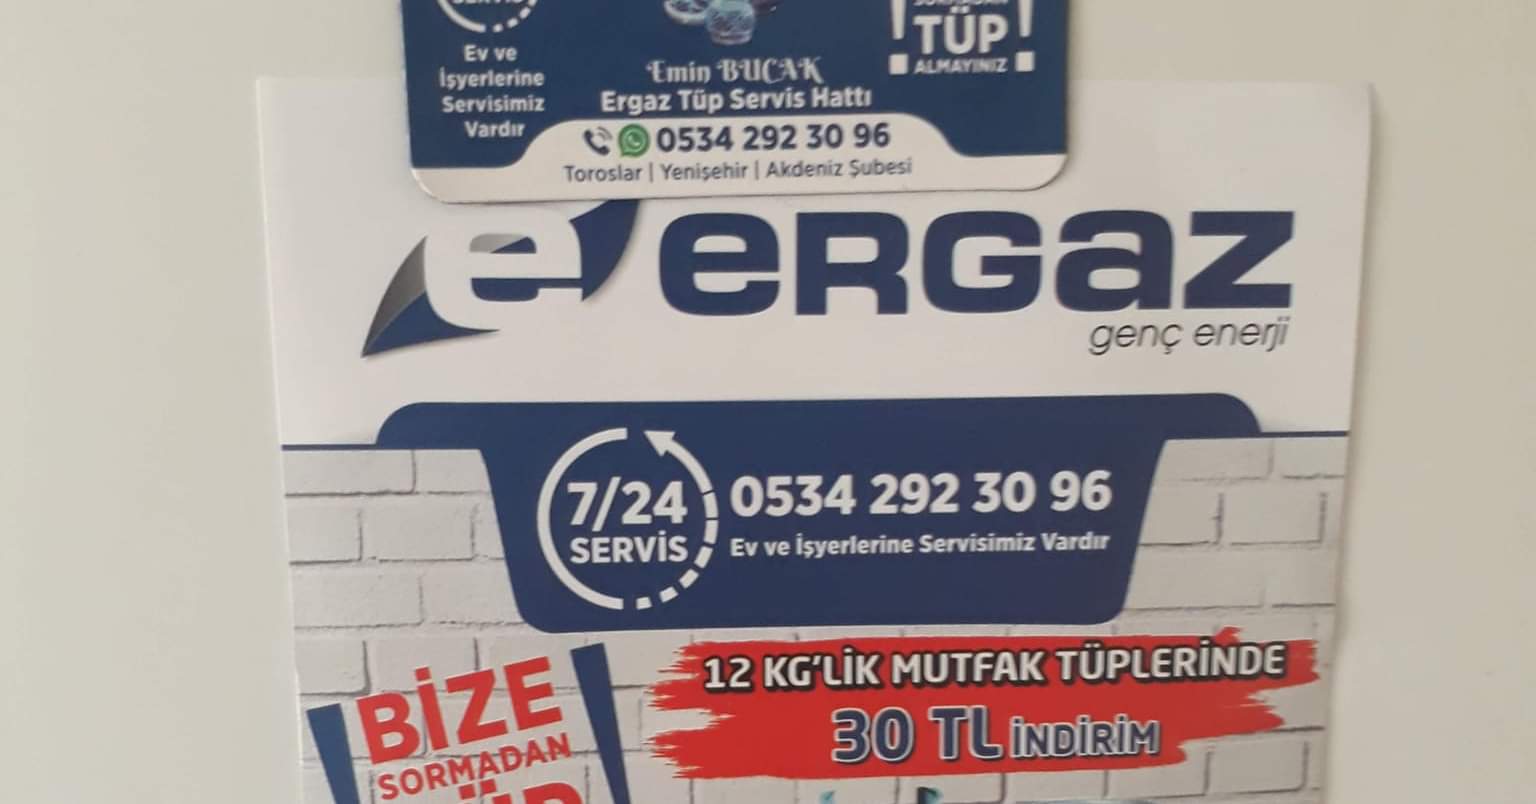 Ev ve
İşyerlerine
Servisimiz
Vardır
TÜP
ALMAYINIZ
Emin BUCAK
Ergaz Tüp Servis Hattı
0534 292 30 96
Toroslar | Yenişehir | Akdeniz Şubesi
e ERGaz
genç enerji
7/24
SERVİS
0534 292 30 96
Ev ve İşyerlerine Servisimiz Vardır
BİZE
SORMADAN
12 KG'LİK MUTFAK TÜPLERİNDE
30 TL İNDİRİM